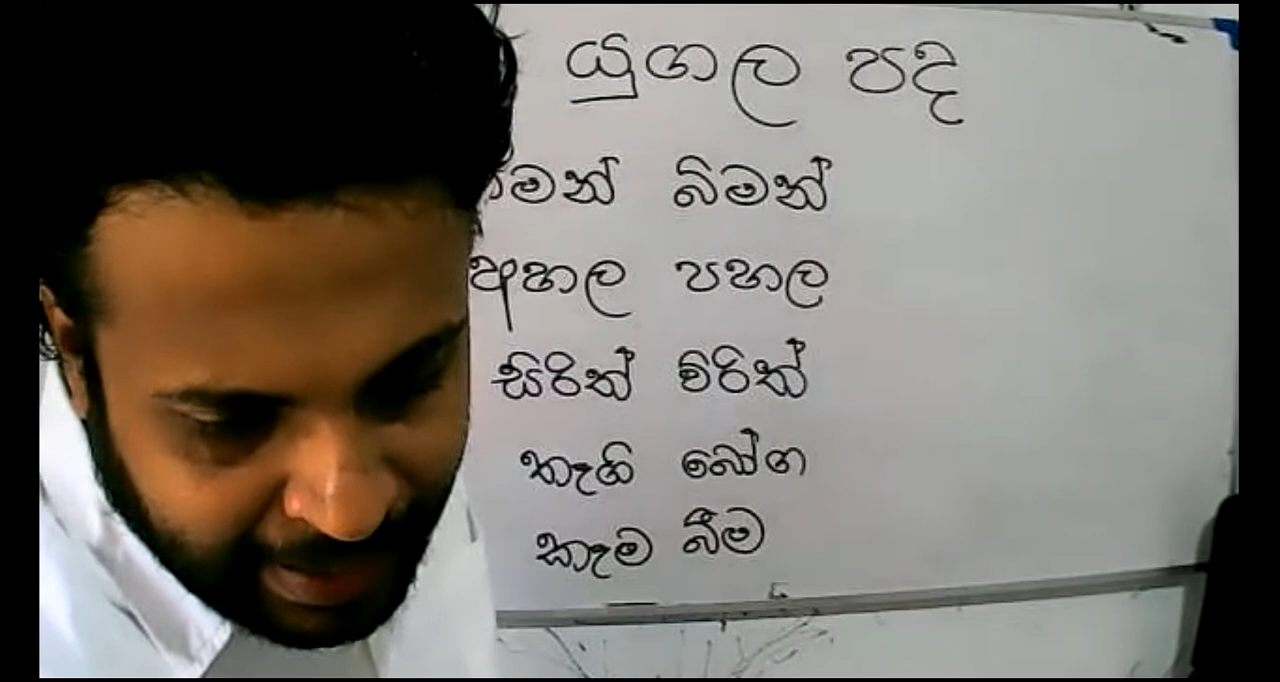 යුගල පද
බිමන්
අහල පහල
සිරිත් විරිත්
තෑගි බෝග
කෑම බීම